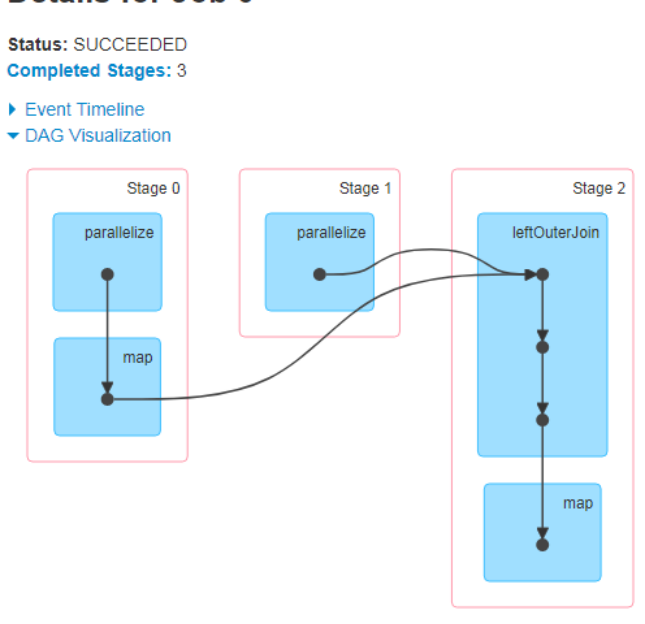 Status: SUCCEEDED
Completed Stages: 3
Event Timeline
DAG Visualization
Stage 0
parallelize
map
Stage 1
parallelize
Stage 2
leftOuterJoin
map